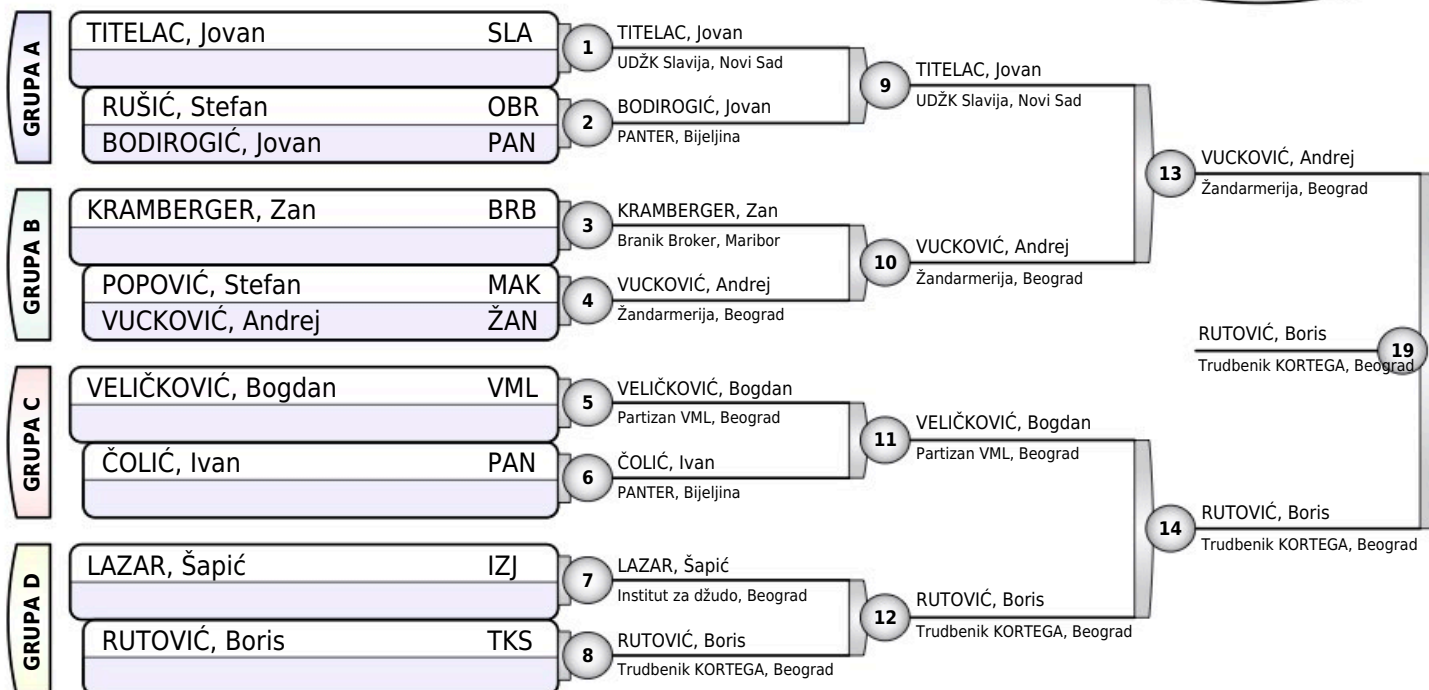 GRUPA A
TITELAC, Jovan SLA
RUŠIĆ, Stefan OBR
BODIROGIĆ, Jovan PAN
1
TITELAC, Jovan
UDŽK Slavija, Novi Sad
2
BODIROGIĆ, Jovan
PANTER, Bijeljina
9
TITELAC, Jovan
UDŽK Slavija, Novi Sad
GRUPA B
KRAMBERGER, Zan BRB
POPOVIĆ, Stefan MAK
VUCKOVIĆ, Andrej ŽAN
3
KRAMBERGER, Zan
Branik Broker, Maribor
4
VUCKOVIĆ, Andrej
Žandarmerija, Beograd
10
VUCKOVIĆ, Andrej
Žandarmerija, Beograd
13
VUCKOVIĆ, Andrej
Žandarmerija, Beograd
GRUPA C
VELIČKOVIĆ, Bogdan VML
ČOLIĆ, Ivan PAN
5
VELIČKOVIĆ, Bogdan
Partizan VML, Beograd
6
ČOLIĆ, Ivan
PANTER, Bijeljina
11
VELIČKOVIĆ, Bogdan
Partizan VML, Beograd
GRUPA D
LAZAR, Šapić IZJ
RUTOVIĆ, Boris TKS
7
LAZAR, Šapić
Institut za džudo, Beograd
8
RUTOVIĆ, Boris
Trudbenik KORTEGA, Beograd
12
RUTOVIĆ, Boris
Trudbenik KORTEGA, Beograd
14
RUTOVIĆ, Boris
Trudbenik KORTEGA, Beograd
RUTOVIĆ, Boris
Trudbenik KORTEGA, Beograd
19